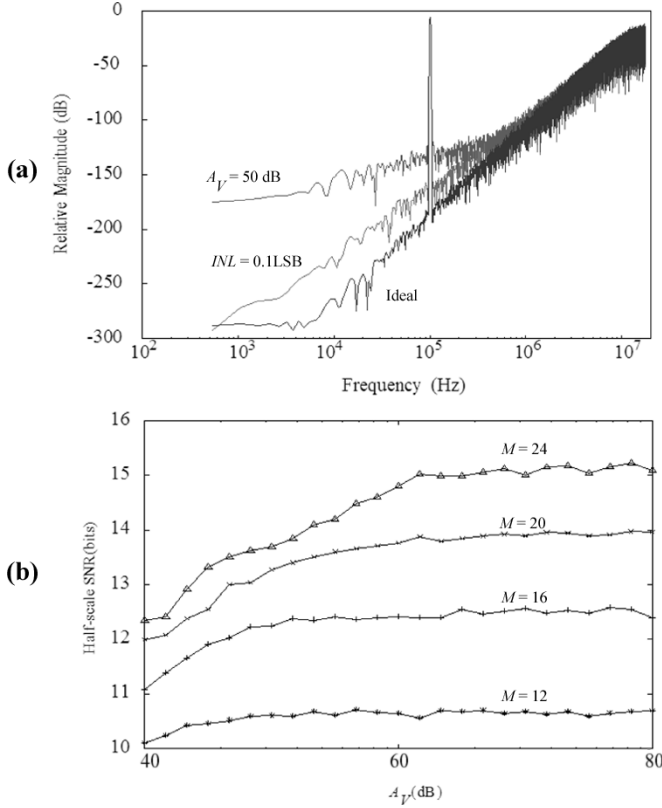 (a)
Relative Magnitude (dB)
0
-50
-100
-150
-200
-250
-300
A_V = 50 dB
INL = 0.1LSB
Ideal
10^2
10^3
10^4
10^5
10^6
10^7
Frequency (Hz)
(b)
Half-scale SNR(bits)
16
15
14
13
12
11
10
M = 24
M = 20
M = 16
M = 12
40
60
80
A_V(dB)